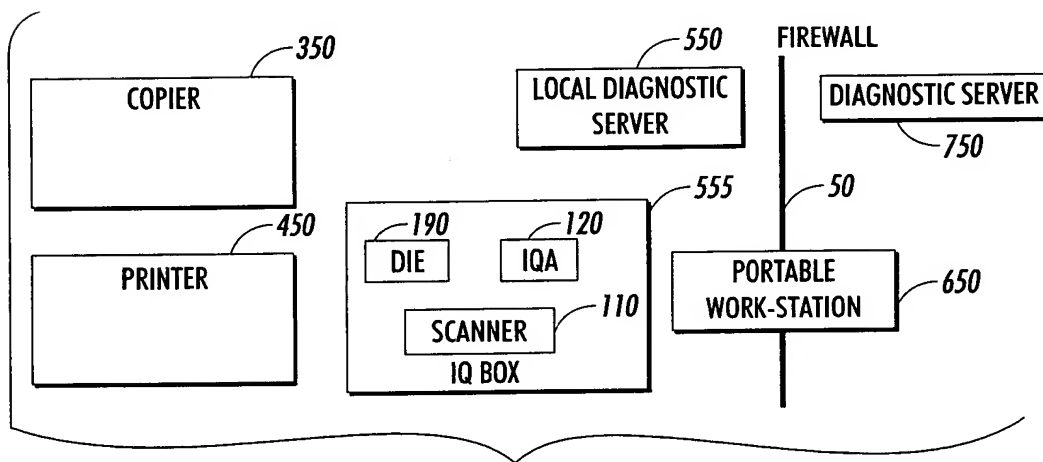 350
COPIER
450
PRINTER
550
LOCAL DIAGNOSTIC
SERVER
FIREWALL
DIAGNOSTIC SERVER
750
50
555
190
DIE
120
IQA
110
SCANNER
IQ BOX
PORTABLE
WORK-STATION
650